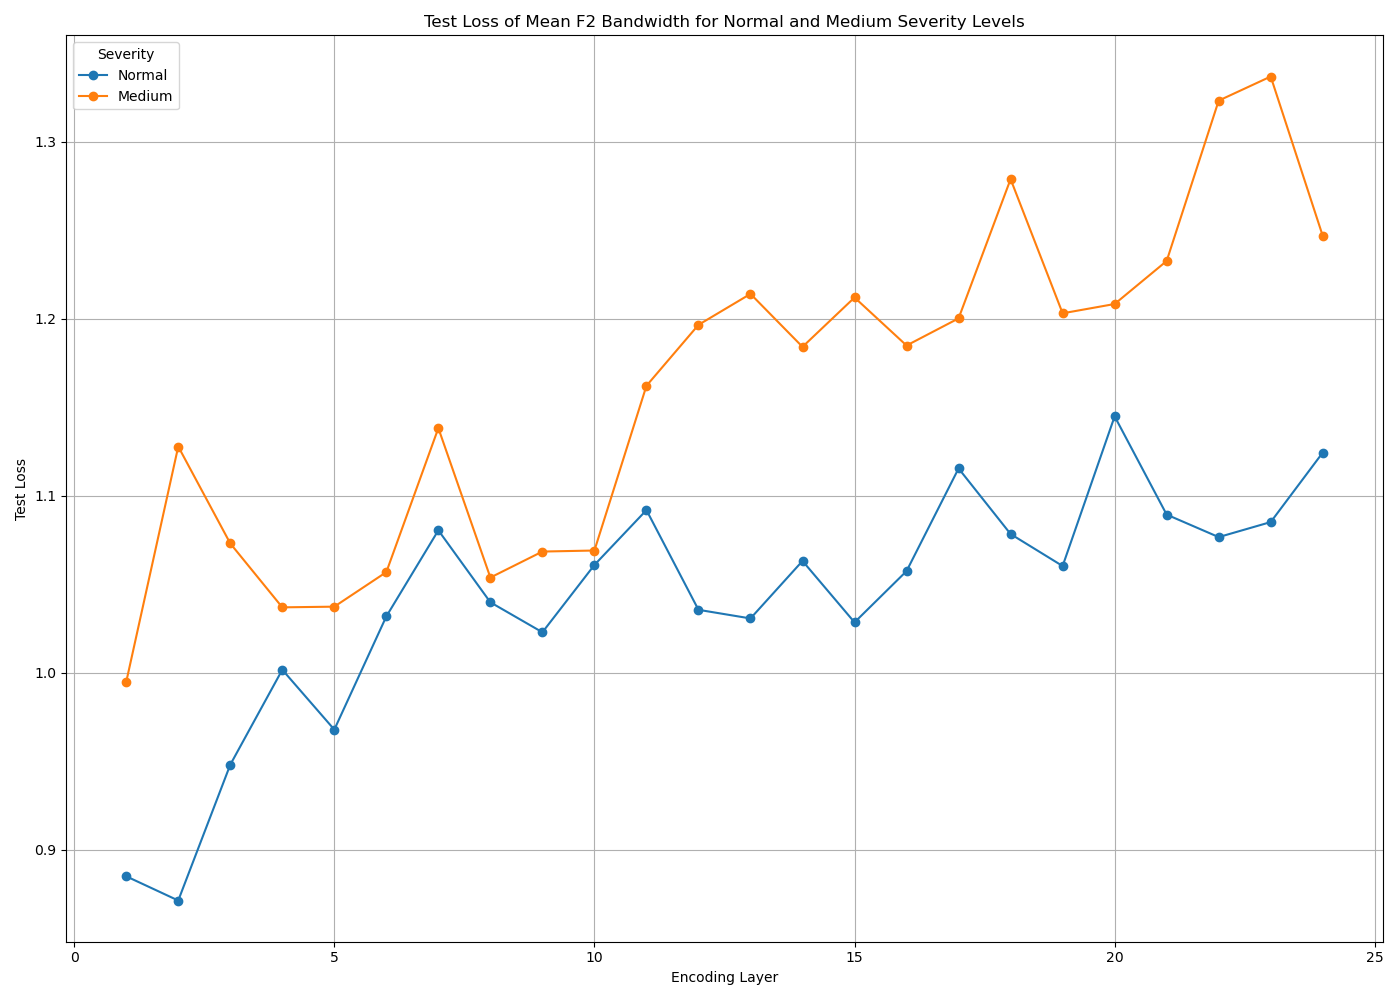 Test Loss of Mean F2 Bandwidth for Normal and Medium Severity Levels
Severity
Normal
Medium
1.3
1.2
1.1
1.0
0.9
Test Loss
0 5 10 15 20 25
Encoding Layer